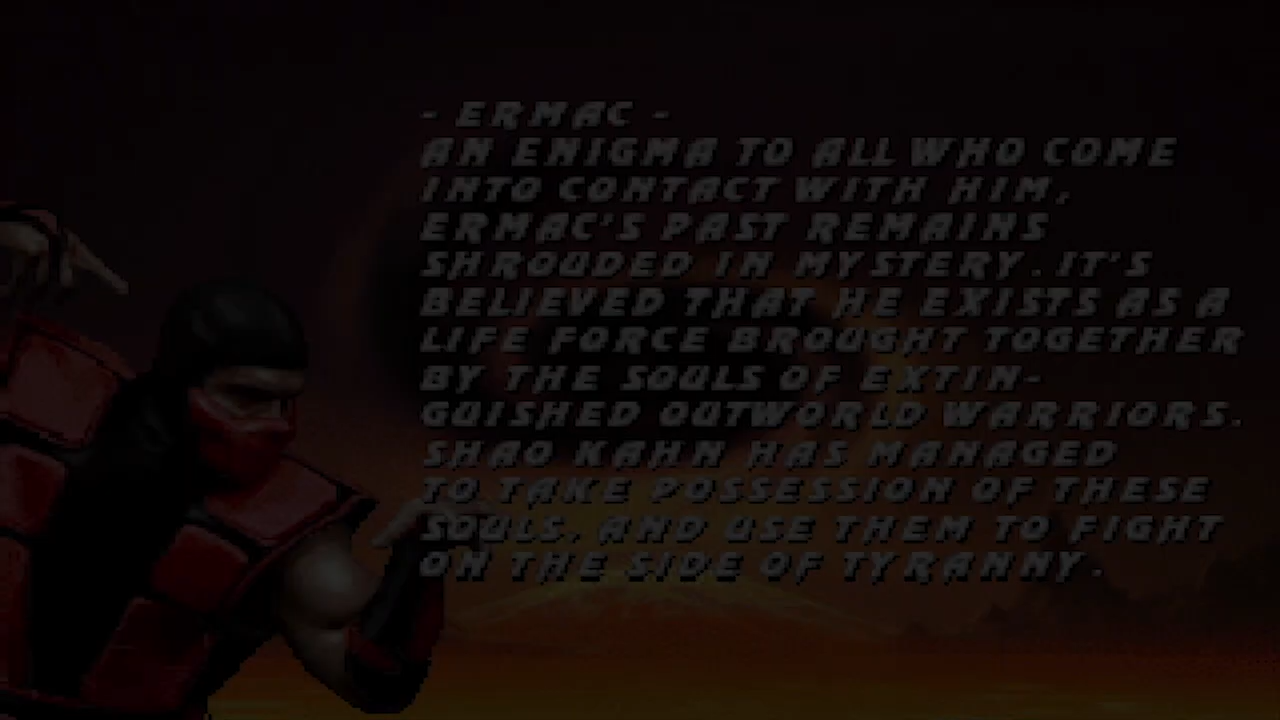 - ERMAC -
AN ENIGMA TO ALL WHO COME
INTO CONTACT WITH HIM,
ERMAC'S PAST REMAINS
SHROUDED IN MYSTERY. IT'S
BELIEVED THAT HE EXISTS AS A
LIFE FORCE BROUGHT TOGETHER
BY THE SOULS OF EXTIN-
GUISHED OUTWORLD WARRIORS.
SHAO KAHN HAS MANAGED
TO TAKE POSSESSION OF THESE
SOULS, AND USE THEM TO FIGHT
ON THE SIDE OF TYRANNY.